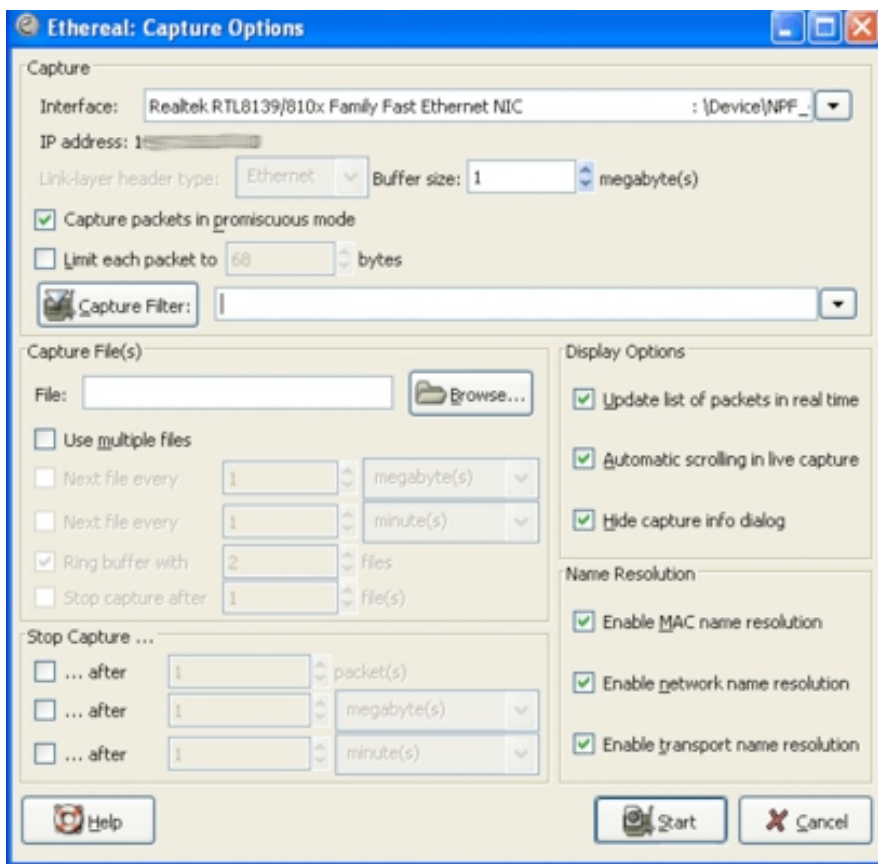 Ethereal: Capture Options
Capture
Interface: Realtek RTL8139/810x Family Fast Ethernet NIC : \Device\NPF_
IP address: 1
Link-layer header type: Ethernet Buffer size: 1 megabyte(s)
Capture packets in promiscuous mode
Limit each packet to 68 bytes
Capture Filter:
Capture File(s)
File: Browse...
Use multiple files
Next file every 1 megabyte(s)
Next file every 1 minute(s)
Ring buffer with 2 files
Stop capture after 1 file(s)
Stop Capture ...
... after 1 packet(s)
... after 1 megabyte(s)
... after 1 minute(s)
Display Options
Update list of packets in real time
Automatic scrolling in live capture
Hide capture info dialog
Name Resolution
Enable MAC name resolution
Enable network name resolution
Enable transport name resolution
Help Start Cancel